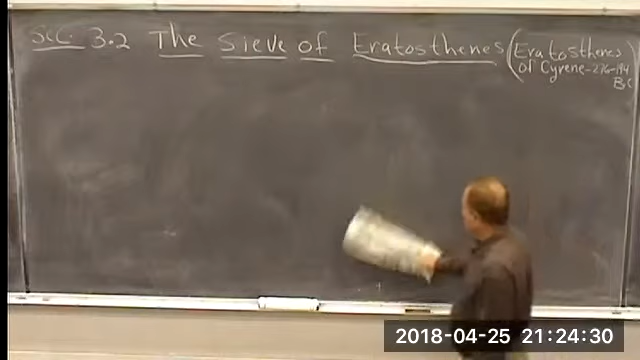 Sec. 3.2 The Sieve of Eratosthenes (Eratosthenes
of Cyrene-276-194
BC
2018-04-25 21:24:30